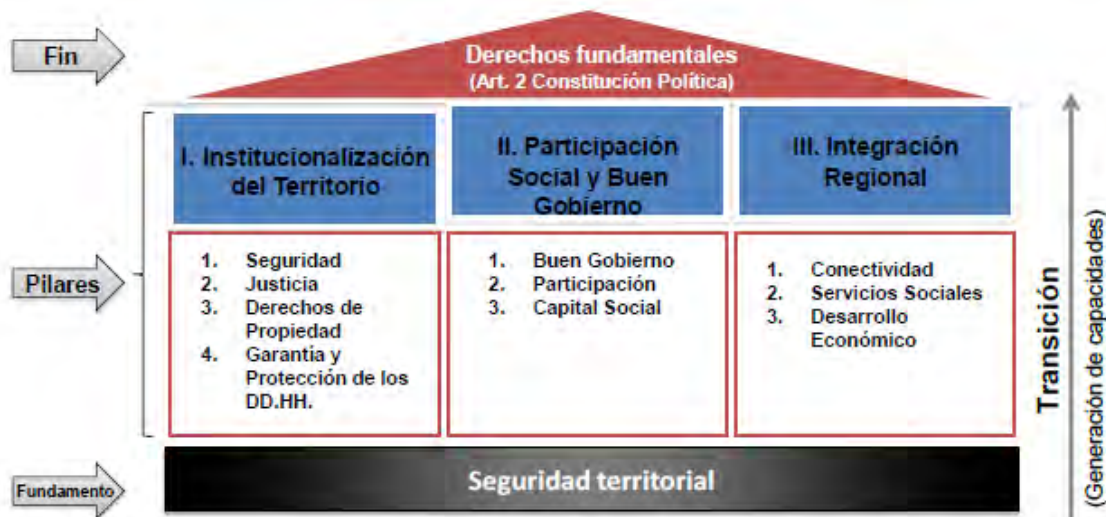 Fin
Derechos fundamentales
(Art. 2 Constitución Política)
I. Institucionalización
del Territorio
II. Participación
Social y Buen
Gobierno
III. Integración
Regional
Pilares
1. Seguridad
2. Justicia
3. Derechos de
Propiedad
4. Garantía y
Protección de los
DD.HH.
1. Buen Gobierno
2. Participación
3. Capital Social
1. Conectividad
2. Servicios Sociales
3. Desarrollo
Económico
Transición
(Generación de capacidades)
Fundamento
Seguridad territorial